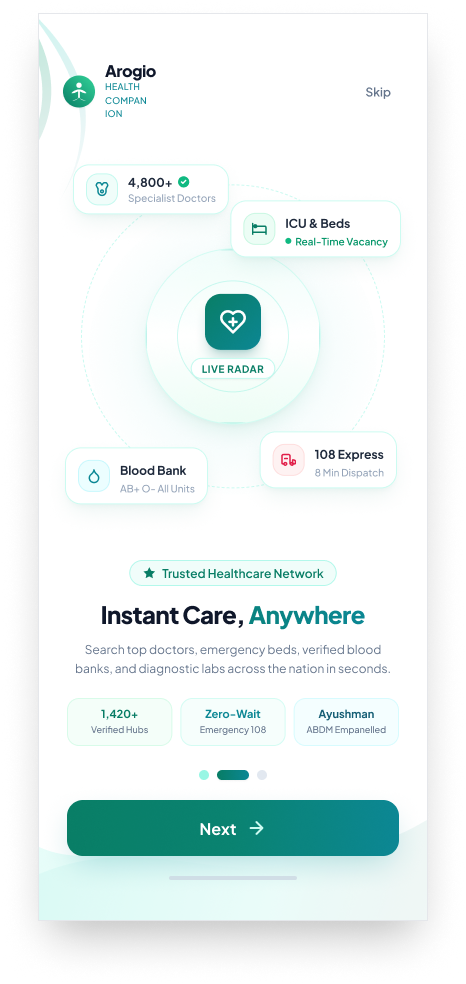 Arogio
HEALTH
COMPAN
ION
Skip
4,800+
Specialist Doctors
ICU & Beds
Real-Time Vacancy
LIVE RADAR
Blood Bank
AB+ O- All Units
108 Express
8 Min Dispatch
Trusted Healthcare Network
Instant Care, Anywhere
Search top doctors, emergency beds, verified blood
banks, and diagnostic labs across the nation in seconds.
1,420+
Verified Hubs
Zero-Wait
Emergency 108
Ayushman
ABDM Empanelled
Next